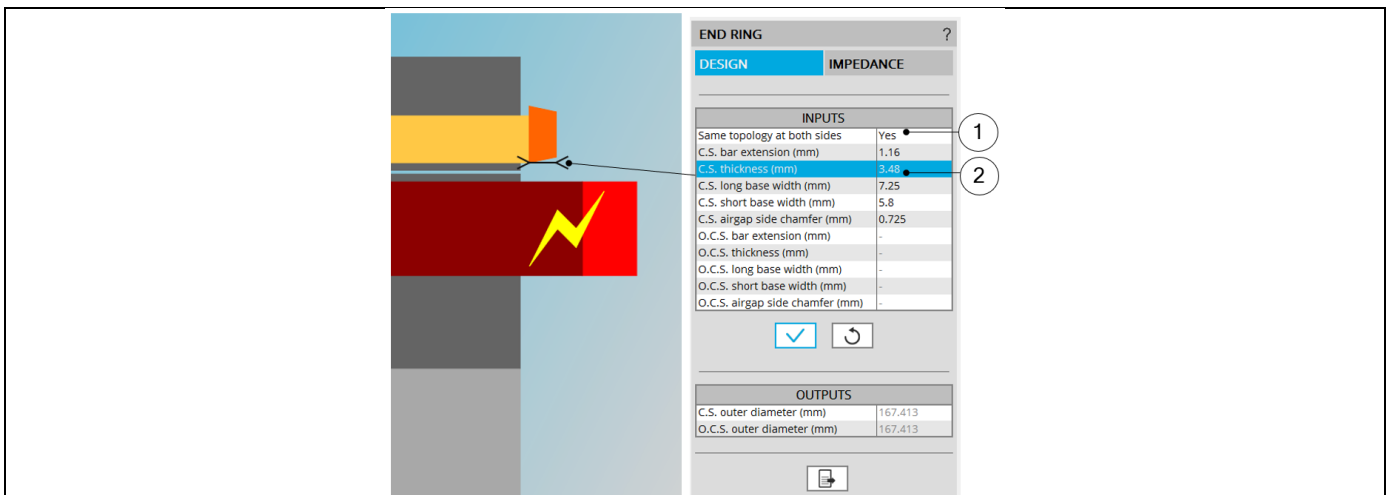 END RING ?
DESIGN IMPEDANCE
INPUTS
Same topology at both sides Yes 1
C.S. bar extension (mm) 1.16
C.S. thickness (mm) 3.48 2
C.S. long base width (mm) 7.25
C.S. short base width (mm) 5.8
C.S. airgap side chamfer (mm) 0.725
O.C.S. bar extension (mm) -
O.C.S. thickness (mm) -
O.C.S. long base width (mm) -
O.C.S. short base width (mm) -
O.C.S. airgap side chamfer (mm) -
OUTPUTS
C.S. outer diameter (mm) 167.413
O.C.S. outer diameter (mm) 167.413